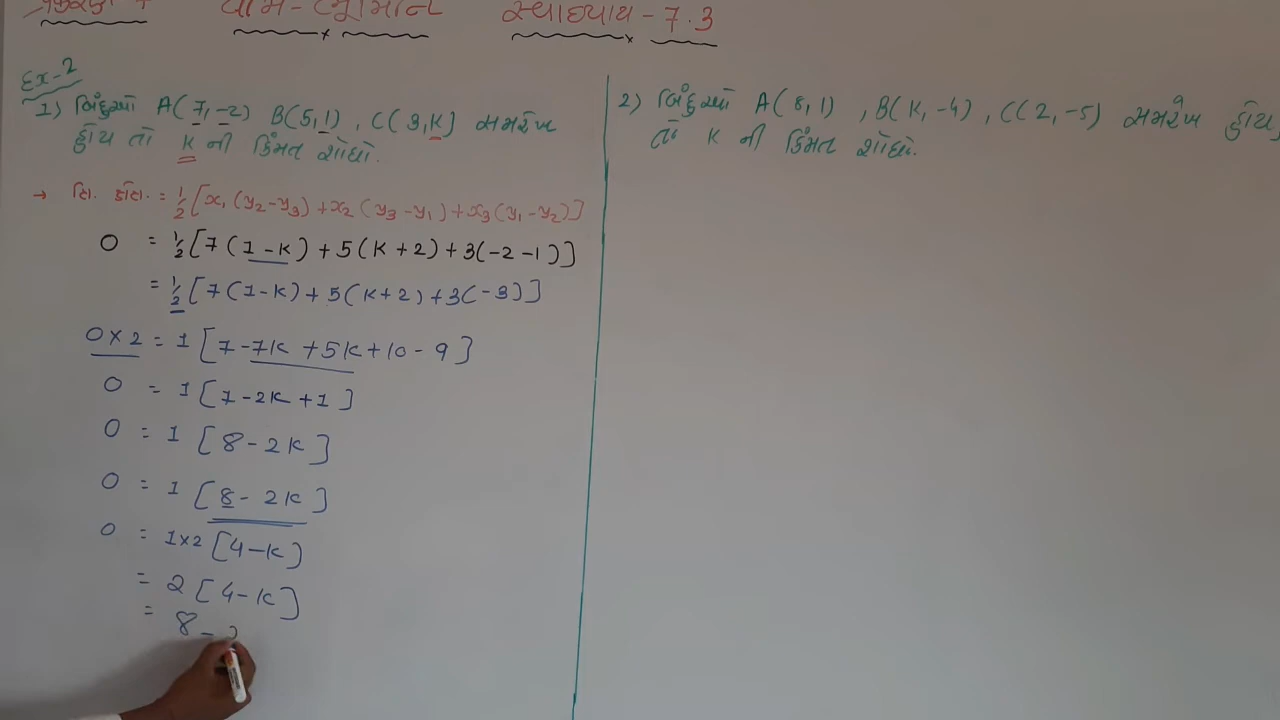 યામ-ભૂમિતિ સ્વાધ્યાય - 7.3
Ex-2
1) બિંદુઓ A(7,-2) B(5,1), C(3,K) સમરેખ
હોય તો K ની કિંમત શોધો.
→ ત્રિ. ક્ષેત્ર. = ½[x₁(y₂-y₃)+x₂(y₃-y₁)+x₃(y₁-y₂)]
0 = ½[7(1-K)+5(K+2)+3(-2-1)]
= ½[7(1-K)+5(K+2)+3(-3)]
0×2 = 1[7-7K+5K+10-9]
0 = 1[7-2K+1]
0 = 1[8-2K]
0 = 1[8-2K]
0 = 1×2[4-K]
= 2[4-K]
= 8-2
2) બિંદુઓ A(8,1), B(K,-4), C(2,-5) સમરેખ હોય,
તો K ની કિંમત શોધો.